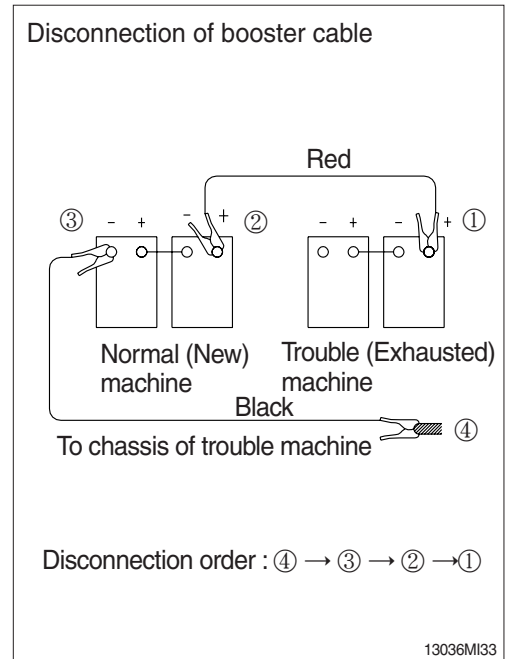 Disconnection of booster cable
Red
③ - + - + ② - + - + ①
Normal (New)
machine
Trouble (Exhausted)
machine
Black
To chassis of trouble machine ④
Disconnection order : ④ → ③ → ② →①
13036MI33